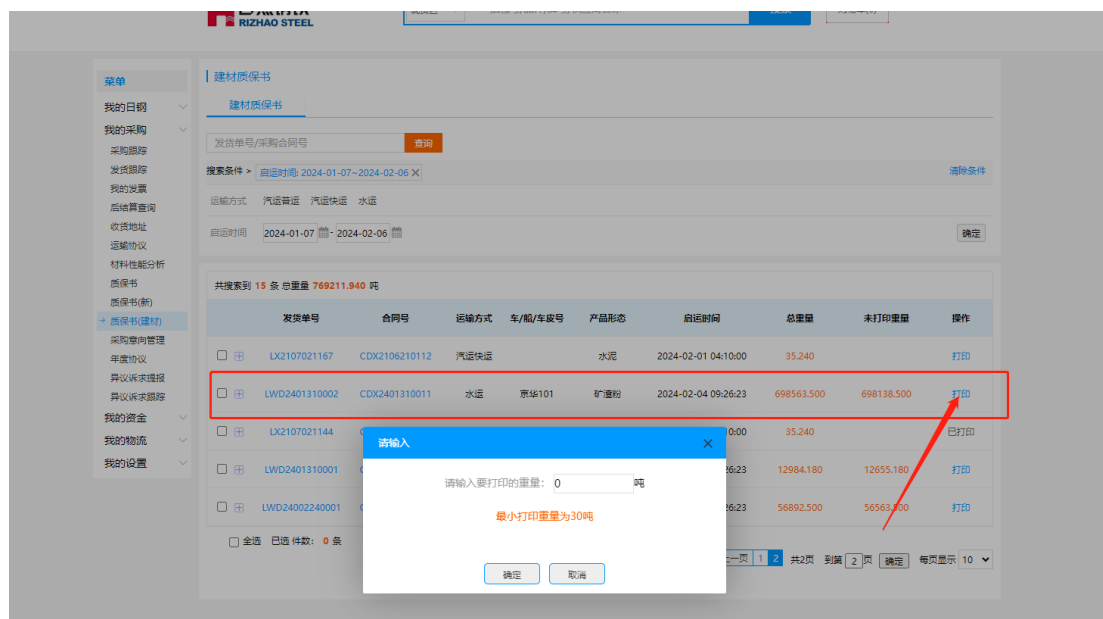 RIZHAO STEEL
菜单
我的日钢
我的采购
采购跟踪
发货跟踪
我的发票
后结算查询
收货地址
运输协议
材料性能分析
质保书
质保书(新)
质保书(建材)
采购意向管理
年度协议
异议诉求提报
异议诉求跟踪
我的资金
我的物流
我的设置
建材质保书
建材质保书
发货单号/采购合同号 查询
搜索条件 > 启运时间: 2024-01-07~2024-02-06 清除条件
运输方式 汽运普运 汽运快运 水运
启运时间 2024-01-07 - 2024-02-06 确定
共搜索到 15 条 总重量 769211.940 吨
发货单号 合同号 运输方式 车/船/车皮号 产品形态 启运时间 总重量 未打印重量 操作
LX2107021167 CDX2106210112 汽运快运 水泥 2024-02-01 04:10:00 35.240 打印
LWD2401310002 CDX2401310011 水运 京华101 矿渣粉 2024-02-04 09:26:23 698563.500 698138.500 打印
LX2107021144 0:00 35.240 已打印
LWD2401310001 6:23 12984.180 12655.180 打印
LWD24002240001 6:23 56892.500 56563.500 打印
请输入
请输入要打印的重量: 0 吨
最小打印重量为30吨
确定 取消
全选 已选 件数: 0 条
一页 1 2 共2页 到第 2 页 确定 每页显示 10